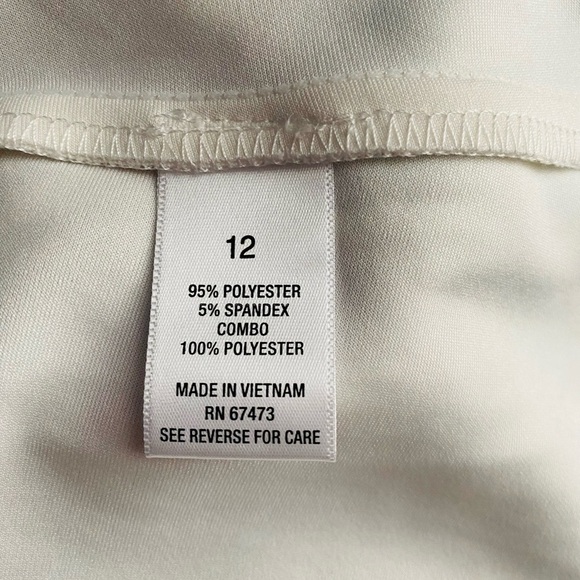 12
95% POLYESTER
5% SPANDEX
COMBO
100% POLYESTER
MADE IN VIETNAM
RN 67473
SEE REVERSE FOR CARE